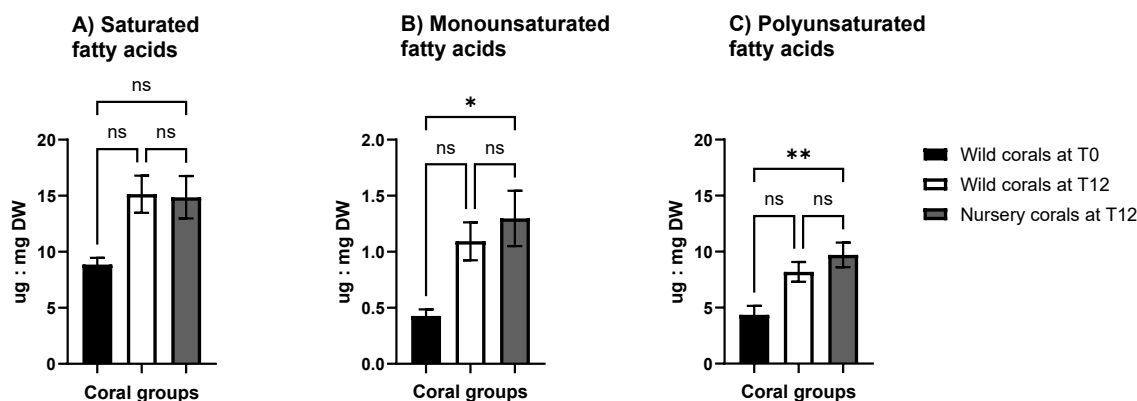 A) Saturated
fatty acids
ns
ns
ns
20
15
10
5
0
ug : mg DW
Coral groups
B) Monounsaturated
fatty acids
*
ns
ns
2.0
1.5
1.0
0.5
0.0
ug : mg DW
Coral groups
C) Polyunsaturated
fatty acids
**
ns
ns
20
15
10
5
0
ug : mg DW
Coral groups
Wild corals at T0
Wild corals at T12
Nursery corals at T12